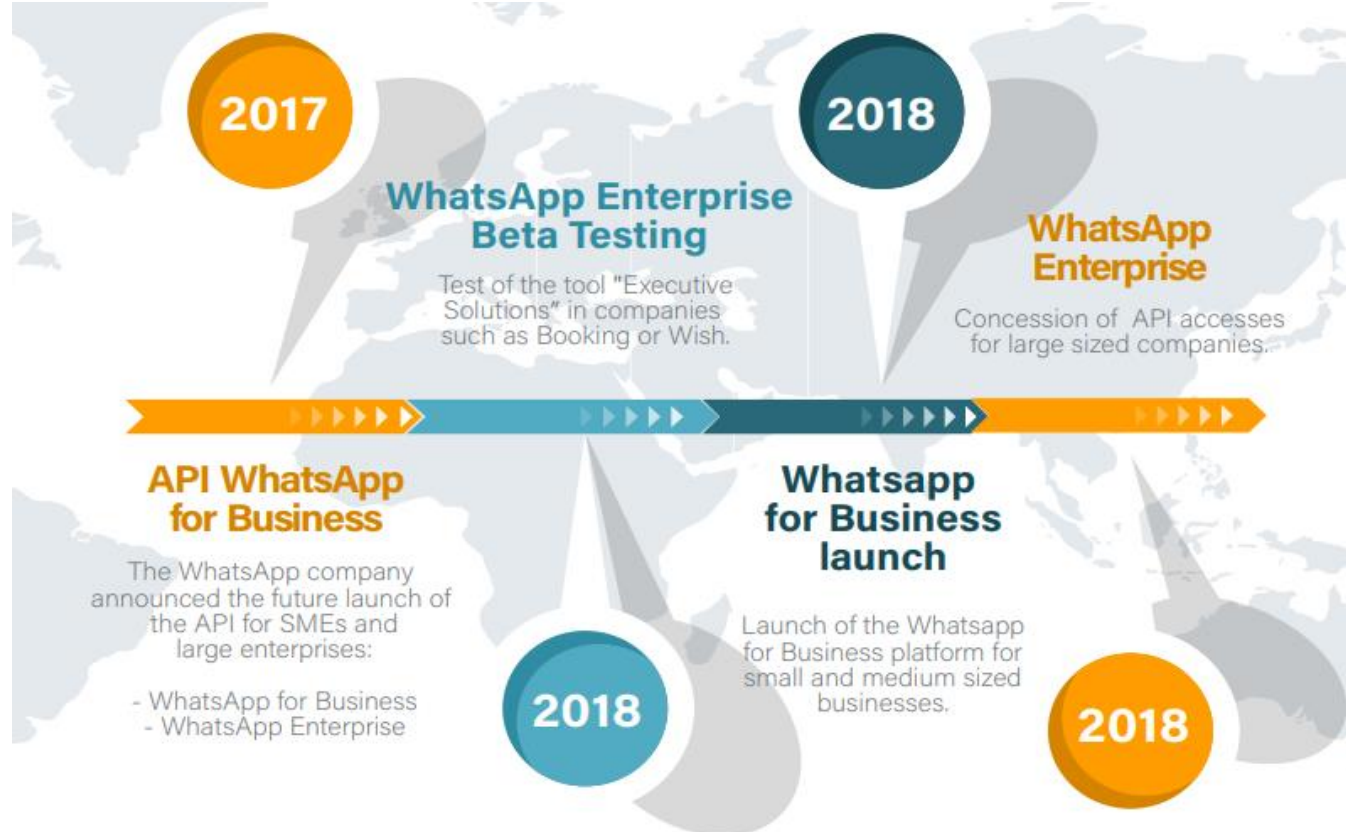 2017
API WhatsApp
for Business
The WhatsApp company
announced the future launch of
the API for SMEs and
large enterprises:
- WhatsApp for Business
- WhatsApp Enterprise
WhatsApp Enterprise
Beta Testing
Test of the tool "Executive
Solutions" in companies
such as Booking or Wish.
2018
2018
Whatsapp
for Business
launch
Launch of the Whatsapp
for Business platform for
small and medium sized
businesses.
WhatsApp
Enterprise
Concession of API accesses
for large sized companies.
2018